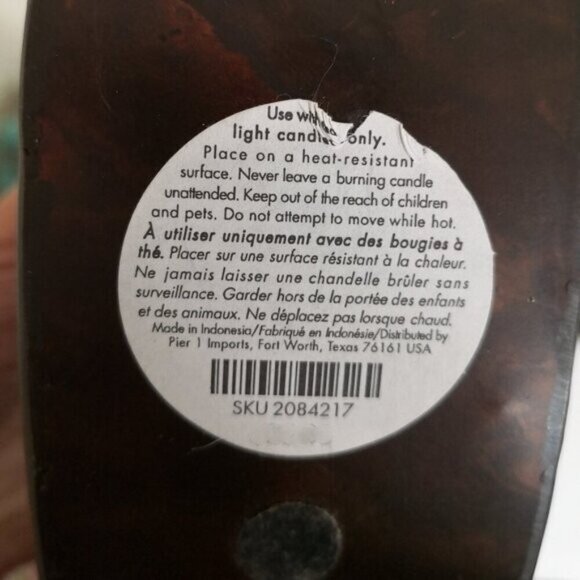 Use with
light candles only.
Place on a heat-resistant
surface. Never leave a burning candle
unattended. Keep out of the reach of children
and pets. Do not attempt to move while hot.
À utiliser uniquement avec des bougies à
thé. Placer sur une surface résistant à la chaleur.
Ne jamais laisser une chandelle brûler sans
surveillance. Garder hors de la portée des enfants
et des animaux. Ne déplacez pas lorsque chaud.
Made in Indonesia/Fabriqué en Indonésie/Distributed by
Pier 1 Imports, Fort Worth, Texas 76161 USA
SKU 2084217